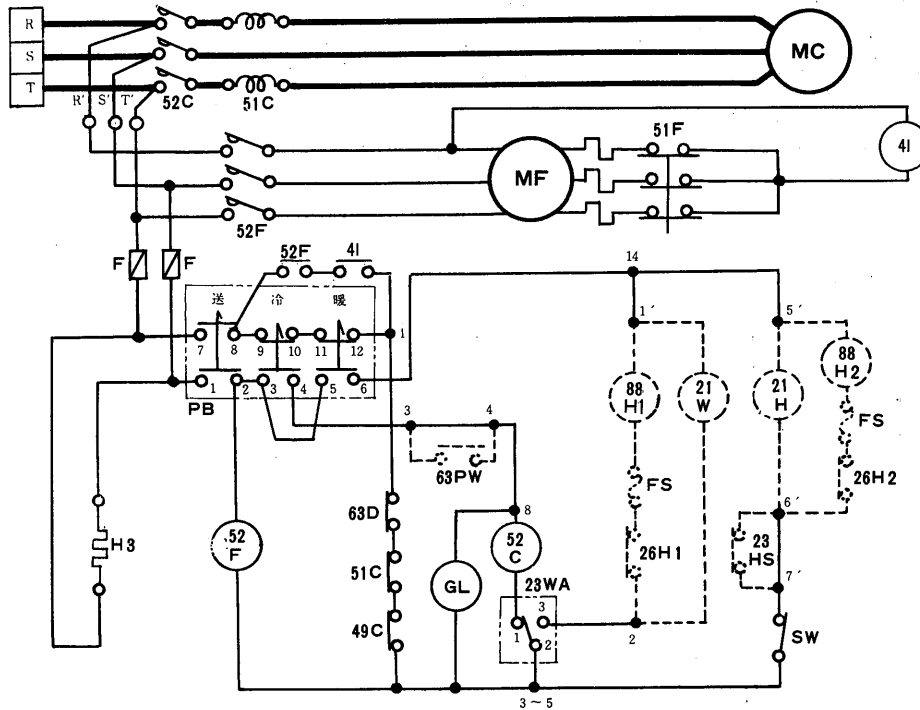 R
S
T
R′ S′ T′
52C
51C
MC
51F
41
MF
52F
F
F
52F
41
送 冷 暖
7 8 9 10 11 12 1
1 2 3 4 5 6
PB
14
1′
5′
88 H1
21 W
21 H
88 H2
FS
FS
26H1
26H2
3
4
63PW
8
63D
51C
49C
52 F
GL
52 C
23WA
1 2 3
2
6′
23 HS
7′
SW
H3
3~5